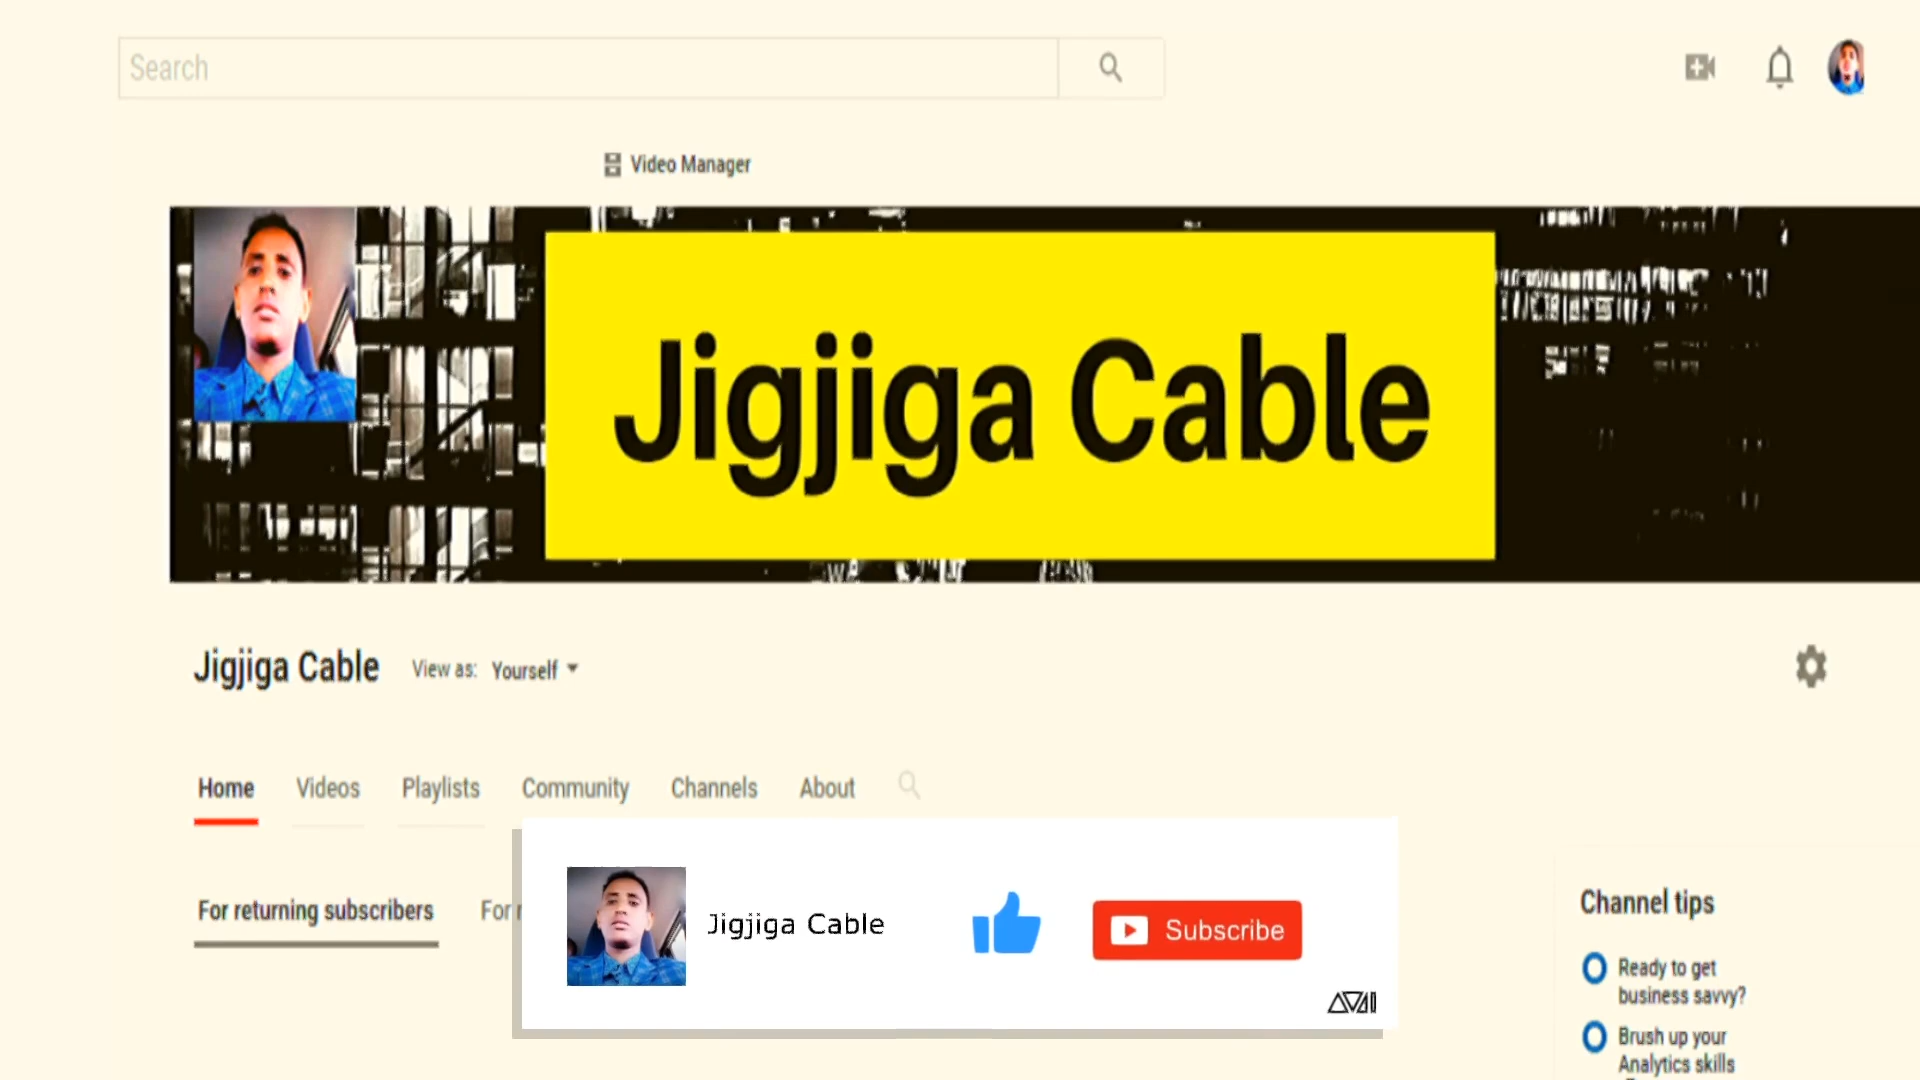 Search
Video Manager
Jigjiga Cable
Jigjiga Cable View as: Yourself
Home Videos Playlists Community Channels About
For returning subscribers For
Jigjiga Cable Subscribe
Channel tips
Ready to get
business savvy?
Brush up your
Analytics skills